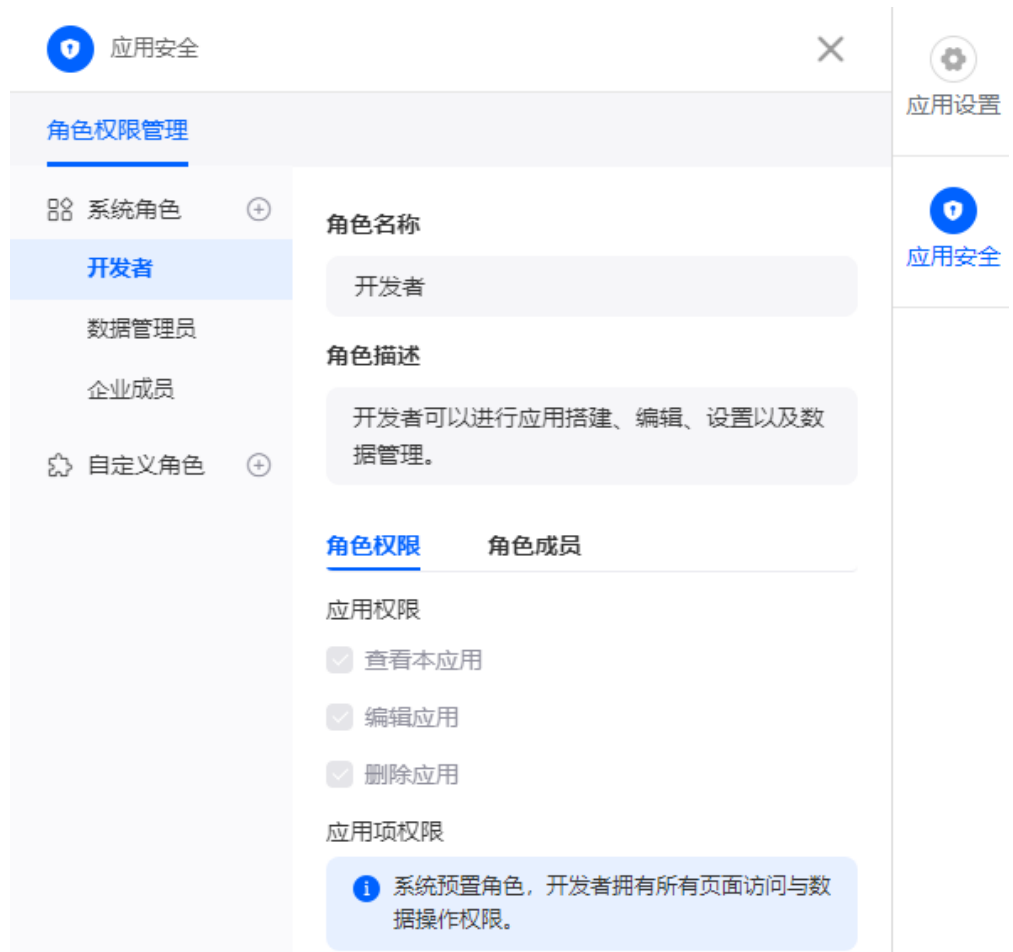 应用安全
应用设置
角色权限管理
系统角色
角色名称
应用安全
开发者
开发者
数据管理员
角色描述
企业成员
开发者可以进行应用搭建、编辑、设置以及数
据管理。
自定义角色
角色权限 角色成员
应用权限
查看本应用
编辑应用
删除应用
应用项权限
系统预置角色，开发者拥有所有页面访问与数
据操作权限。